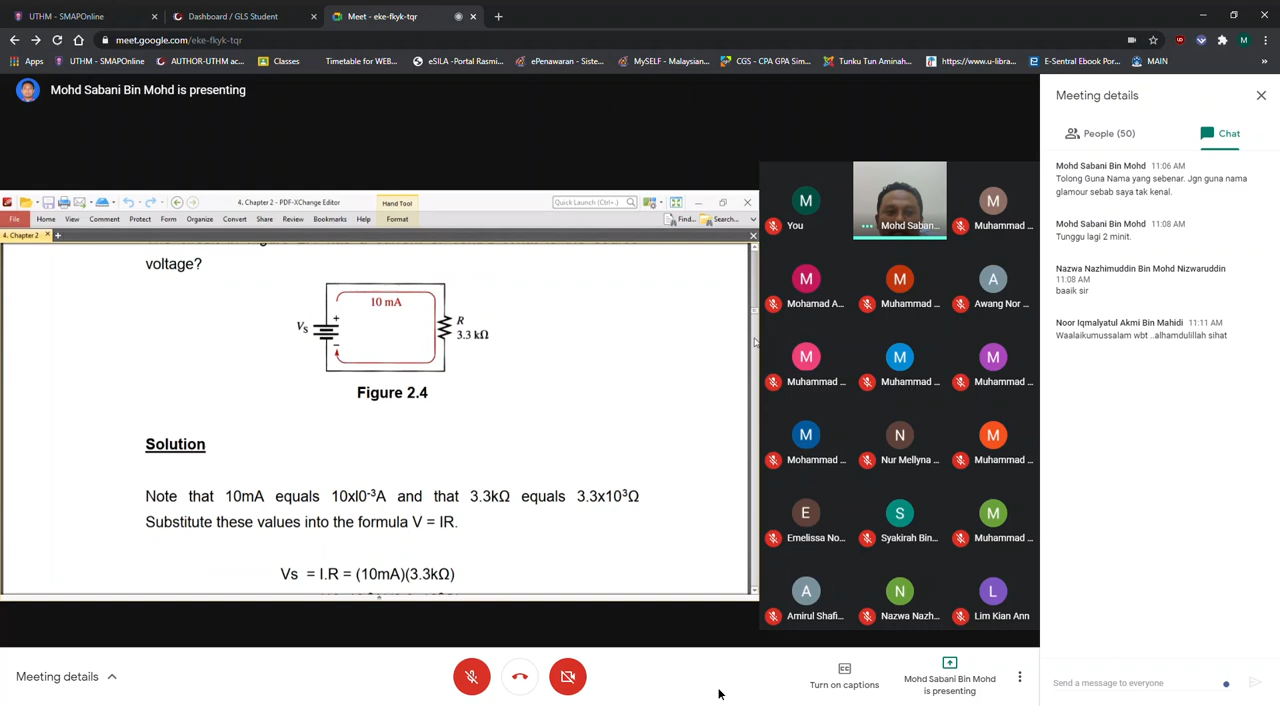 UTHM - SMAPOnline
Dashboard / GLS Student
Meet - eke-fkyk-tqr
meet.google.com/eke-fkyk-tqr
M
Apps
UTHM - SMAPOnline
AUTHOR-UTHM ac...
Classes
Timetable for WEB...
eSILA -Portal Rasmi...
ePenawaran - Siste...
MySELF - Malaysian...
CGS - CPA GPA Sim...
Tunku Tun Aminah...
https://www.u-libra...
E-Sentral Ebook Por...
MAIN
Mohd Sabani Bin Mohd is presenting
4. Chapter 2 - PDF-XChange Editor
Hand Tool
Quick Launch (Ctrl+.)
File
Home
View
Comment
Protect
Form
Organize
Convert
Share
Review
Bookmarks
Help
Format
Find...
Search...
4. Chapter 2
voltage?
10 mA
Vs
+
−
R
3.3 kΩ
Figure 2.4
Solution
Note that 10mA equals 10xl0⁻³A and that 3.3kΩ equals 3.3x10³Ω
Substitute these values into the formula V = IR.
Vs = I.R = (10mA)(3.3kΩ)
M
You
Mohd Saban...
M
Muhammad ...
M
Mohamad A...
M
Muhammad ...
A
Awang Nor ...
M
Muhammad ...
M
Muhammad ...
M
Muhammad ...
M
Mohammad ...
N
Nur Mellyna ...
M
Muhammad ...
E
Emelissa No...
S
Syakirah Bin...
M
Muhammad ...
A
Amirul Shafi...
N
Nazwa Nazh...
L
Lim Kian Ann
Meeting details
People (50)
Chat
Mohd Sabani Bin Mohd 11:06 AM
Tolong Guna Nama yang sebenar. Jgn guna nama
glamour sebab saya tak kenal.
Mohd Sabani Bin Mohd 11:08 AM
Tunggu lagi 2 minit.
Nazwa Nazhimuddin Bin Mohd Nizwaruddin
11:08 AM
baaik sir
Noor Iqmalyatul Akmi Bin Mahidi 11:11 AM
Waalaikumussalam wbt ..alhamdulillah sihat
Send a message to everyone
Meeting details
Turn on captions
Mohd Sabani Bin Mohd
is presenting